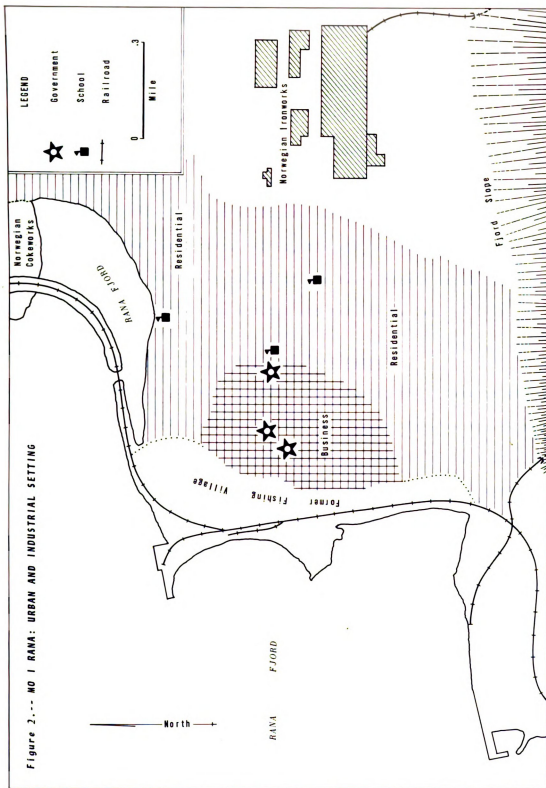 Figure 2.-- MO I RANA: URBAN AND INDUSTRIAL SETTING
LEGEND
Government
School
Railroad
0 .3
Mile
North
Norwegian
Cokeworks
RANA FJORD
Residential
Norwegian Ironworks
Former Fishing Village
Business
Residential
RANA FJORD
Fjord Slope